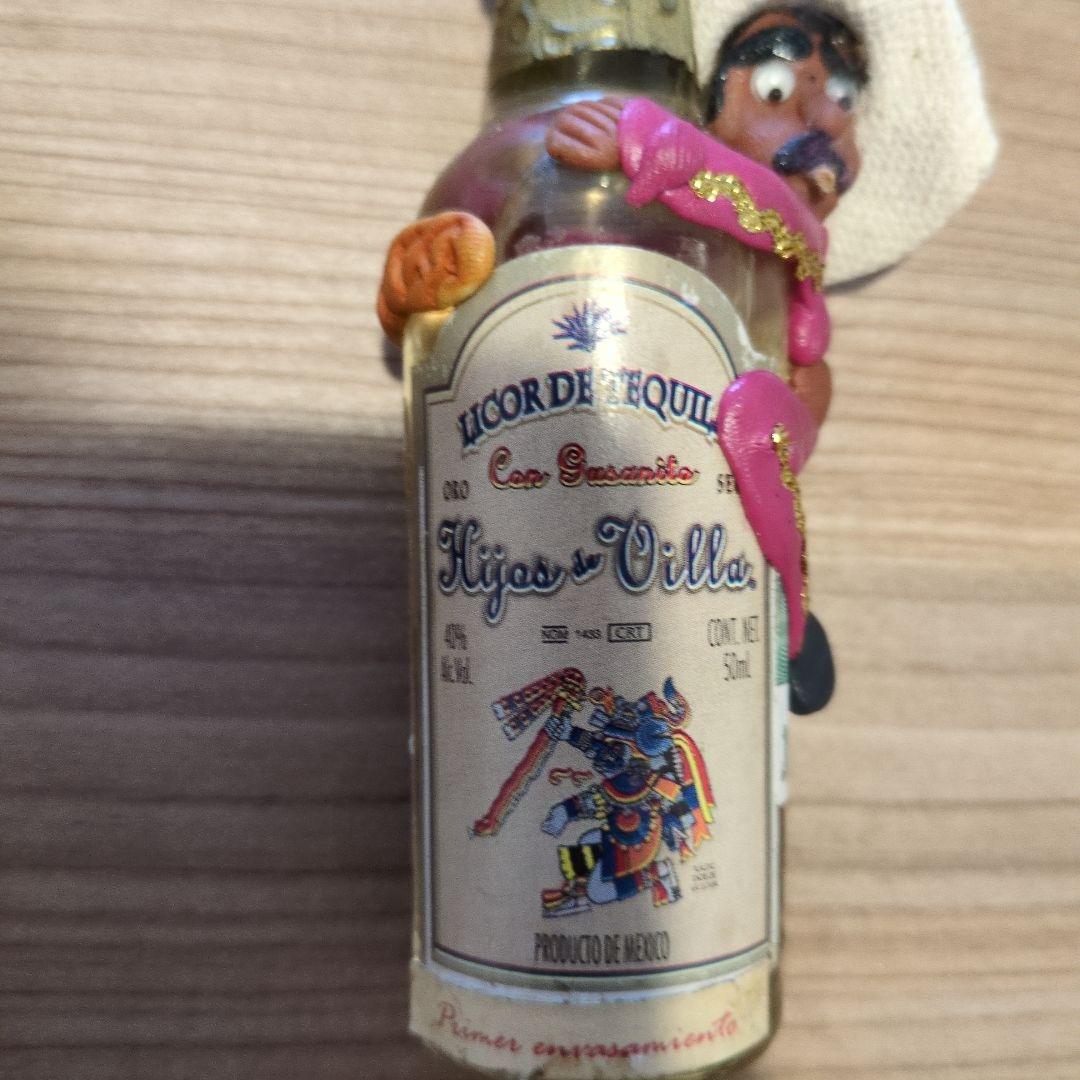 LICOR DE TEQUIL
Con Gusanito
ORO SE
Hijos de Villa.
40% Alc. Vol.
NOM 1433 CRT
CONT. NET.
50mL
PRODUCTO DE MEXICO
Primer envasamiento